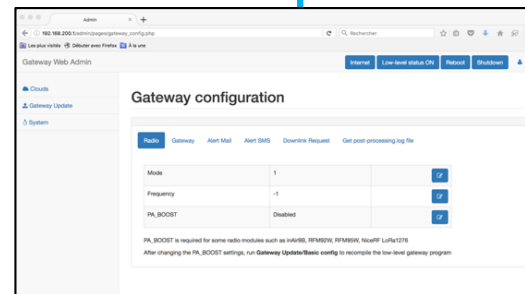 Admin
192.168.200.1/admin/pages/gateway_config.php
Rechercher
Les plus visités Débuter avec Firefox À la une
Gateway Web Admin
Internet Low-level status ON Reboot Shutdown
Clouds
Gateway Update
System
Gateway configuration
Radio Gateway Alert Mail Alert SMS Downlink Request Get post-processing log file
Mode 1
Frequency -1
PA_BOOST Disabled
PA_BOOST is required for some radio modules such as inAir9B, RFM92W, RFM95W, NiceRF LoRa1276
After changing the PA_BOOST settings, run Gateway Update/Basic config to recompile the low-level gateway program